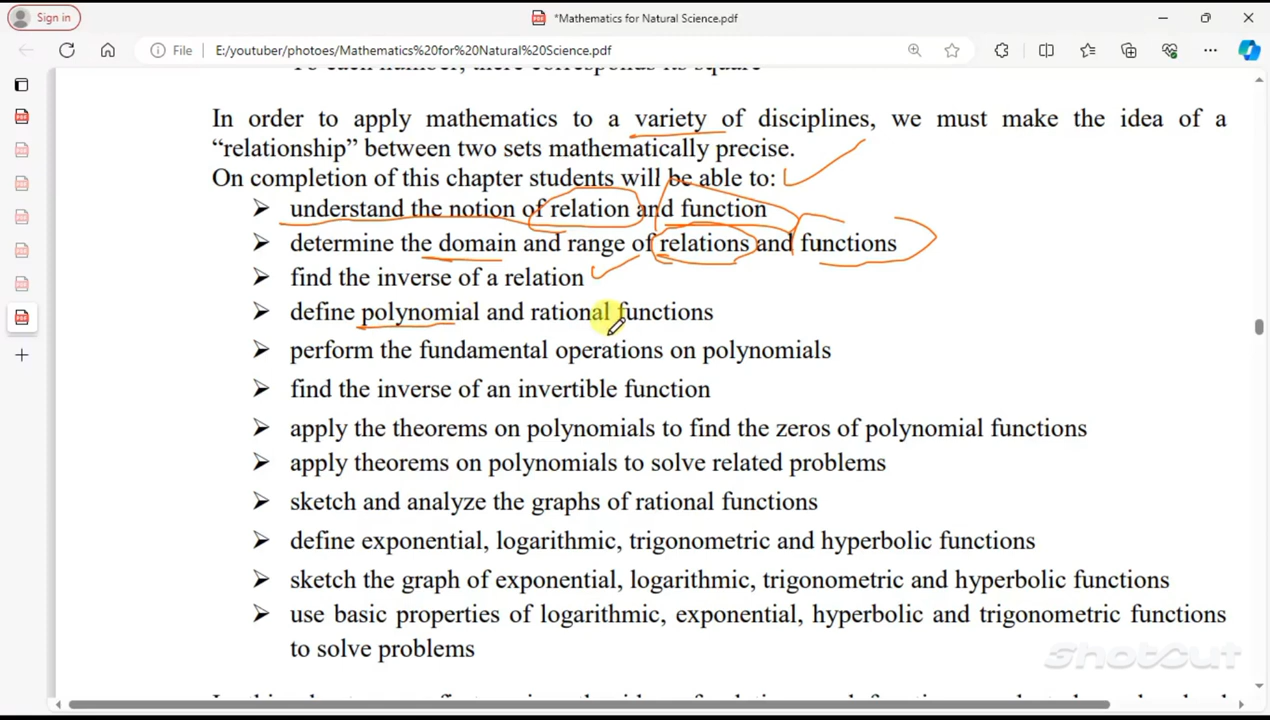 Sign in
*Mathematics for Natural Science.pdf
File
E:/youtuber/photoes/Mathematics%20for%20Natural%20Science.pdf
To each number, there corresponds its square
In order to apply mathematics to a variety of disciplines, we must make the idea of a
“relationship” between two sets mathematically precise.
On completion of this chapter students will be able to:
understand the notion of relation and function
determine the domain and range of relations and functions
find the inverse of a relation
define polynomial and rational functions
perform the fundamental operations on polynomials
find the inverse of an invertible function
apply the theorems on polynomials to find the zeros of polynomial functions
apply theorems on polynomials to solve related problems
sketch and analyze the graphs of rational functions
define exponential, logarithmic, trigonometric and hyperbolic functions
sketch the graph of exponential, logarithmic, trigonometric and hyperbolic functions
use basic properties of logarithmic, exponential, hyperbolic and trigonometric functions
to solve problems
Shotcut